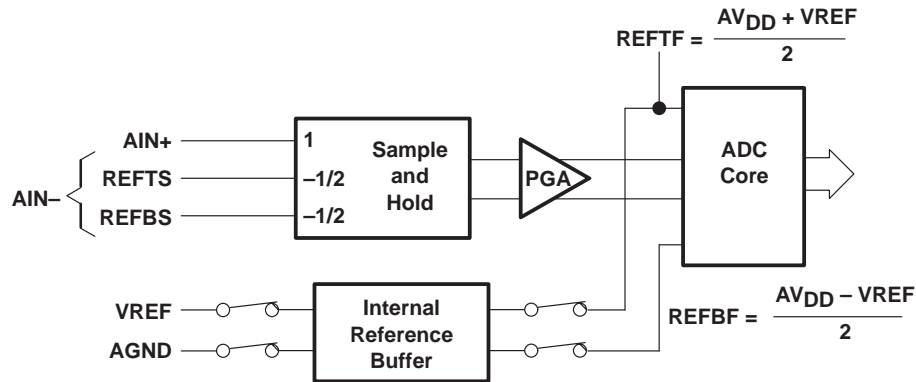 REFTF = AVDD + VREF
2
AIN+
REFTS
REFBS
AIN–
1
–1/2
–1/2
Sample
and
Hold
PGA
ADC
Core
VREF
AGND
Internal
Reference
Buffer
REFBF = AVDD – VREF
2